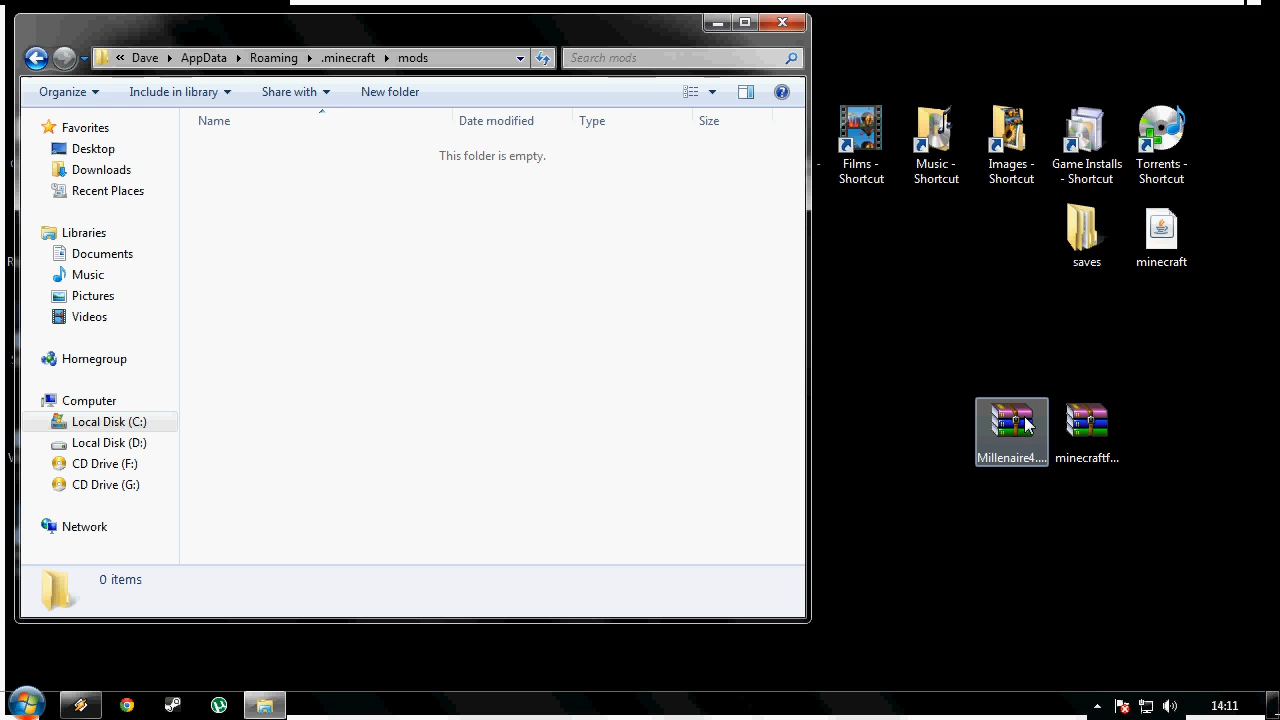 « Dave ▸ AppData ▸ Roaming ▸ .minecraft ▸ mods
Search mods
Organize
Include in library
Share with
New folder
Name
Date modified
Type
Size
This folder is empty.
Favorites
Desktop
Downloads
Recent Places
Libraries
Documents
Music
Pictures
Videos
Homegroup
Computer
Local Disk (C:)
Local Disk (D:)
CD Drive (F:)
CD Drive (G:)
Network
0 items
Films -
Shortcut
Music -
Shortcut
Images -
Shortcut
Game Installs
- Shortcut
Torrents -
Shortcut
saves
minecraft
Millenaire4....
minecraftf...
14:11